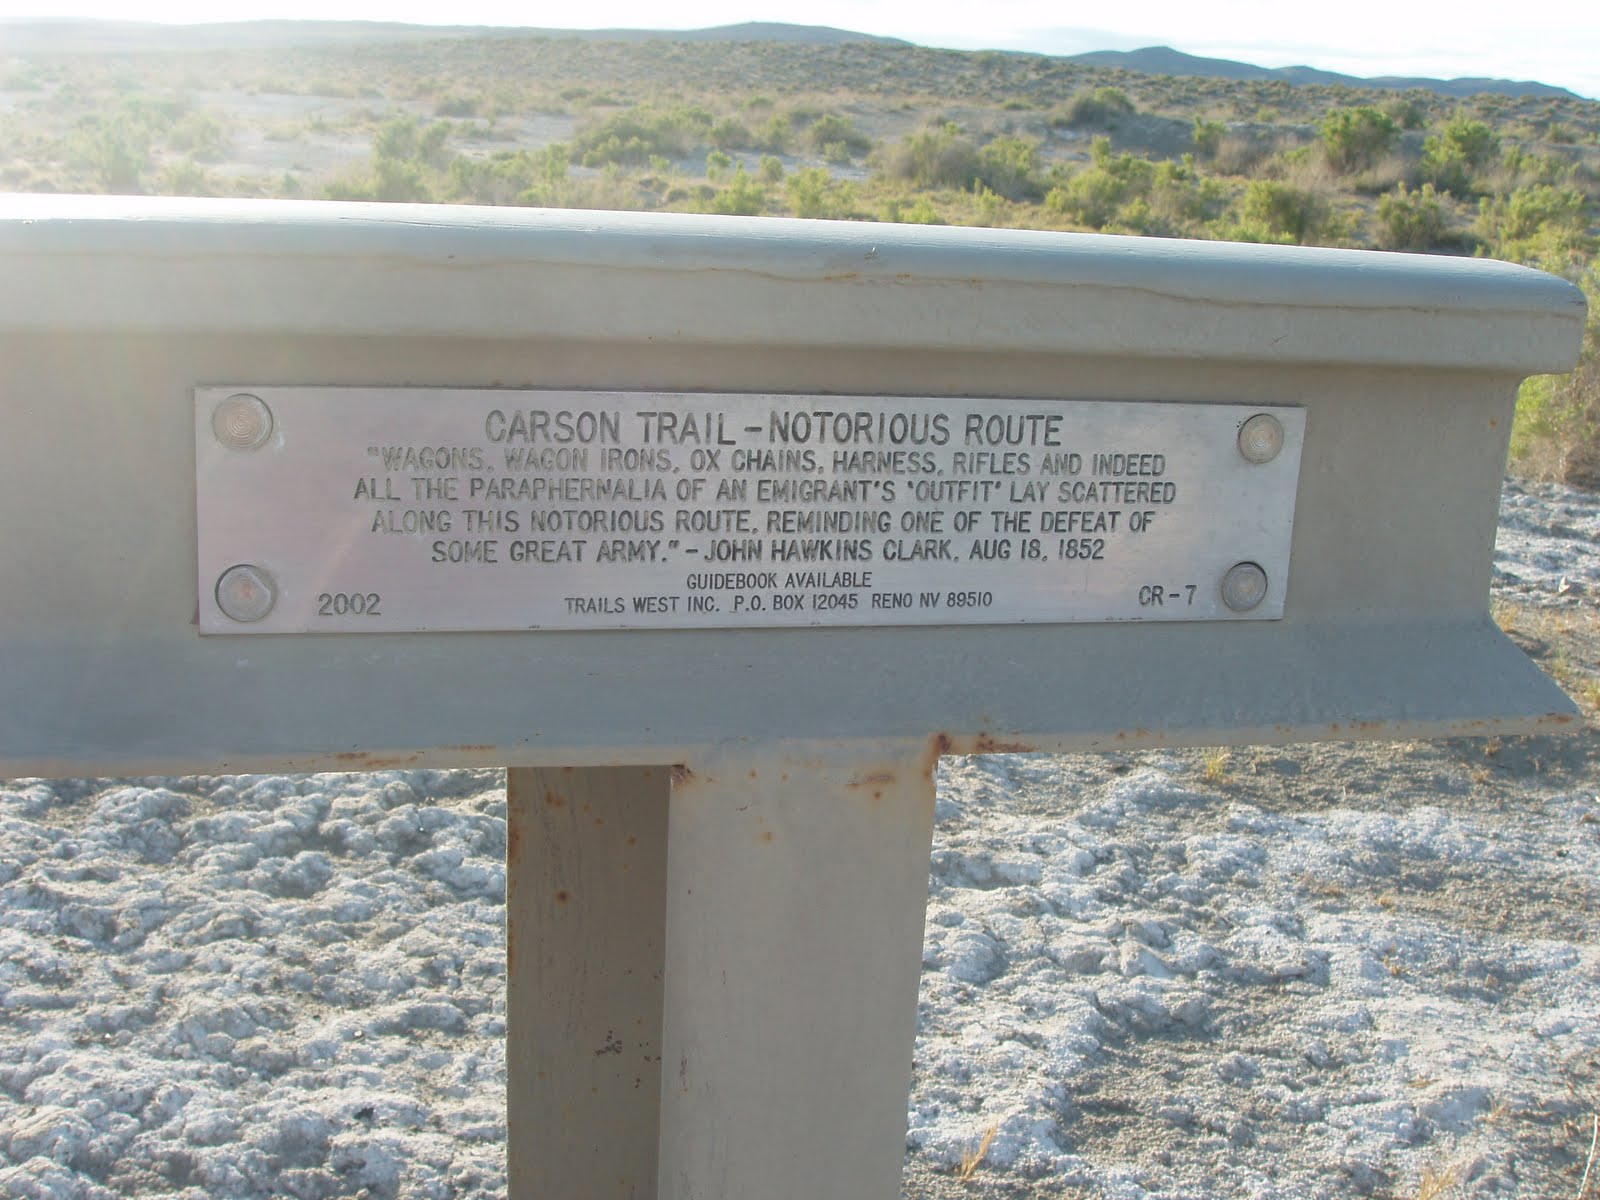 CARSON TRAIL - NOTORIOUS ROUTE
"WAGONS, WAGON IRONS, OX CHAINS, HARNESS, RIFLES AND INDEED
ALL THE PARAPHERNALIA OF AN EMIGRANT'S 'OUTFIT' LAY SCATTERED
ALONG THIS NOTORIOUS ROUTE, REMINDING ONE OF THE DEFEAT OF
SOME GREAT ARMY." - JOHN HAWKINS CLARK, AUG 18, 1852
GUIDEBOOK AVAILABLE
2002 TRAILS WEST INC. P.O. BOX 12045 RENO NV 89510 CR - 7